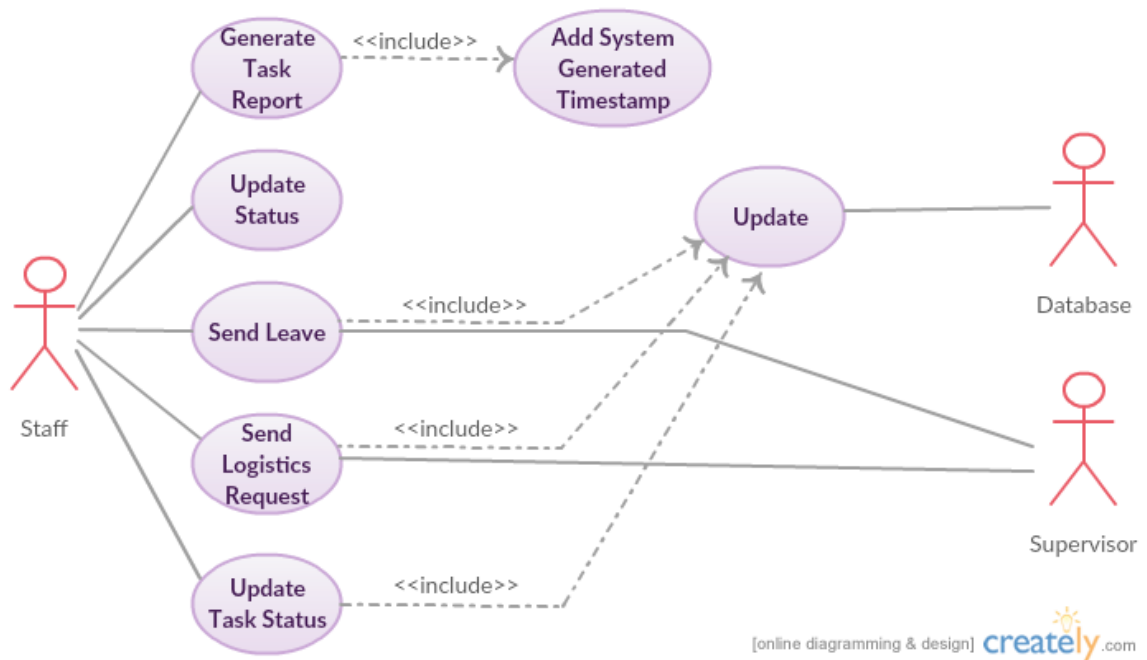 Generate
Task
Report
<<include>>
Add System
Generated
Timestamp
Update
Status
Update
Database
Send Leave
<<include>>
Staff
Send
Logistics
Request
<<include>>
Supervisor
Update
Task Status
<<include>>
[online diagramming & design] creately.com